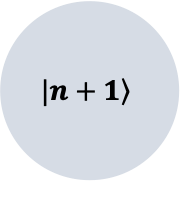 |n + 1⟩